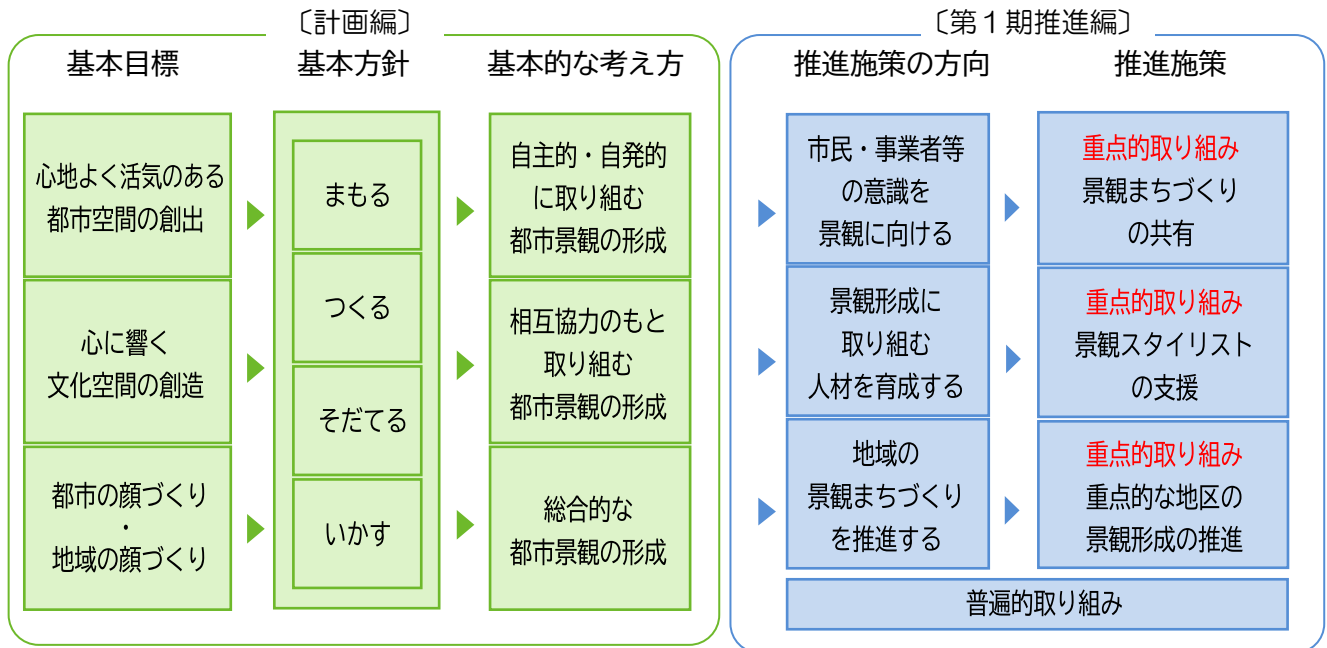 〔計画編〕
基本目標
基本方針
基本的な考え方
心地よく活気のある
都市空間の創出
心に響く
文化空間の創造
都市の顔づくり
・
地域の顔づくり
まもる
つくる
そだてる
いかす
自主的・自発的
に取り組む
都市景観の形成
相互協力のもと
取り組む
都市景観の形成
総合的な
都市景観の形成
〔第１期推進編〕
推進施策の方向
推進施策
市民・事業者等
の意識を
景観に向ける
景観形成に
取り組む
人材を育成する
地域の
景観まちづくり
を推進する
重点的取り組み
景観まちづくり
の共有
重点的取り組み
景観スタイリスト
の支援
重点的取り組み
重点的な地区の
景観形成の推進
普遍的取り組み